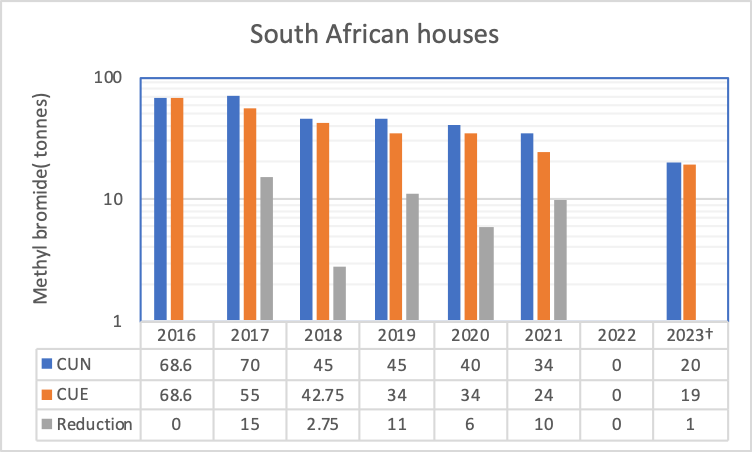 South African houses
Methyl bromide( tonnes)
100
10
1
2016 2017 2018 2019 2020 2021 2022 2023†
CUN 68.6 70 45 45 40 34 0 20
CUE 68.6 55 42.75 34 34 24 0 19
Reduction 0 15 2.75 11 6 10 0 1